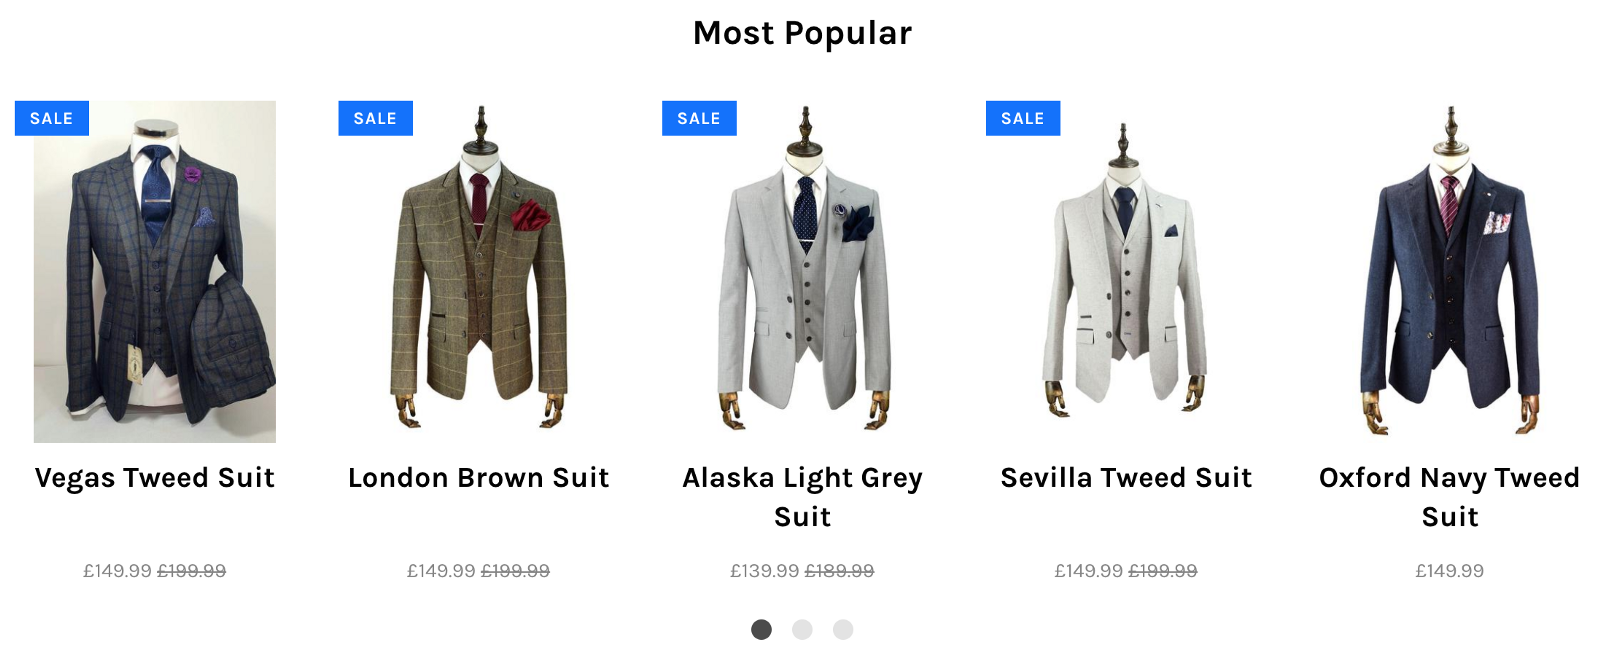 Most Popular
SALE
SALE
SALE
SALE
Vegas Tweed Suit
London Brown Suit
Alaska Light Grey
Suit
Sevilla Tweed Suit
Oxford Navy Tweed
Suit
£149.99 £199.99
£149.99 £199.99
£139.99 £189.99
£149.99 £199.99
£149.99